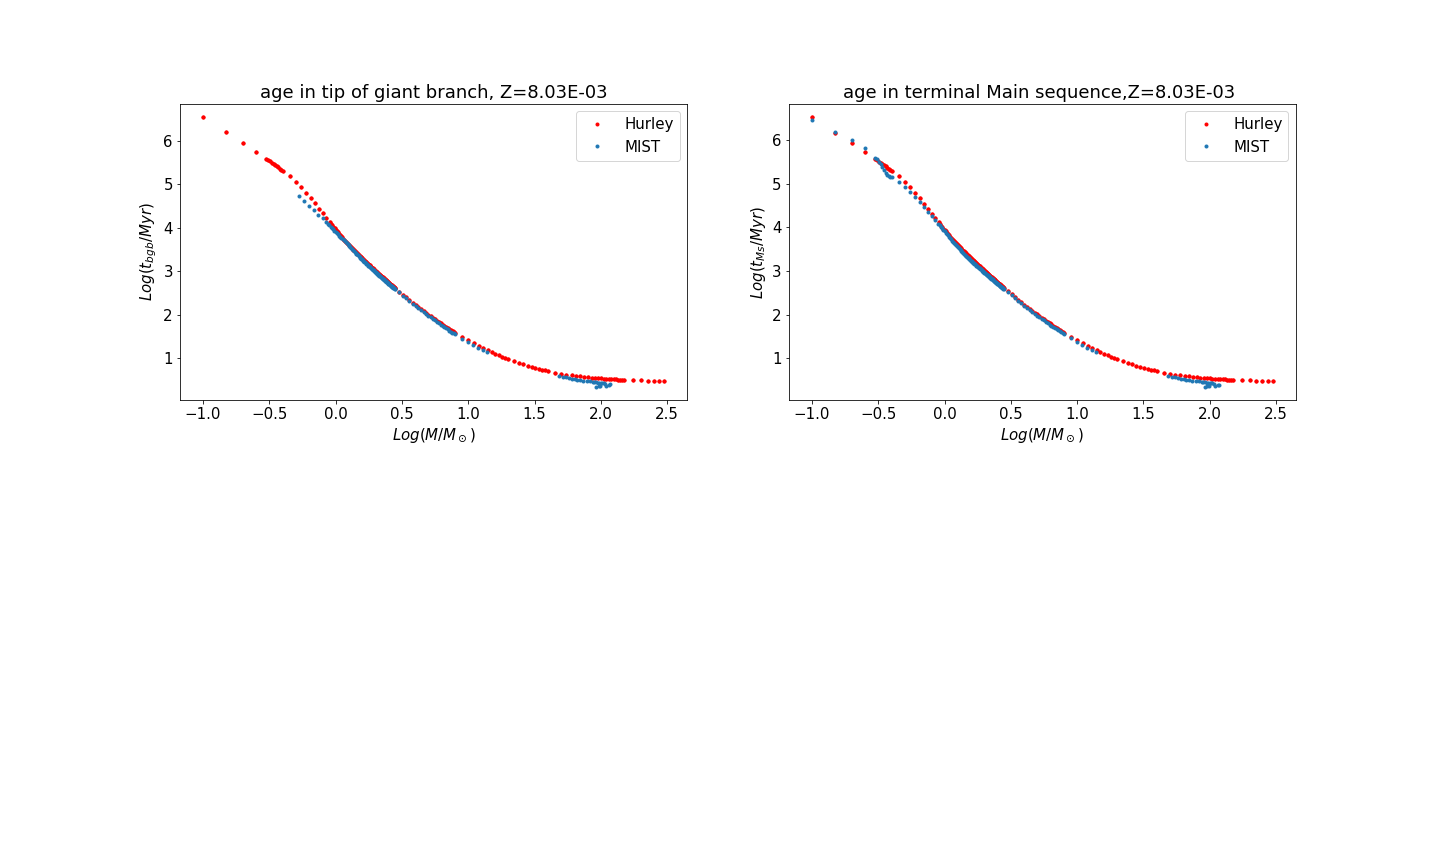 age in tip of giant branch, Z=8.03E-03
Hurley
MIST
6
5
4
3
2
1
Log(t_bgb/Myr)
−1.0 −0.5 0.0 0.5 1.0 1.5 2.0 2.5
Log(M/M_⊙)
age in terminal Main sequence,Z=8.03E-03
Hurley
MIST
6
5
4
3
2
1
Log(t_Ms/Myr)
−1.0 −0.5 0.0 0.5 1.0 1.5 2.0 2.5
Log(M/M_⊙)